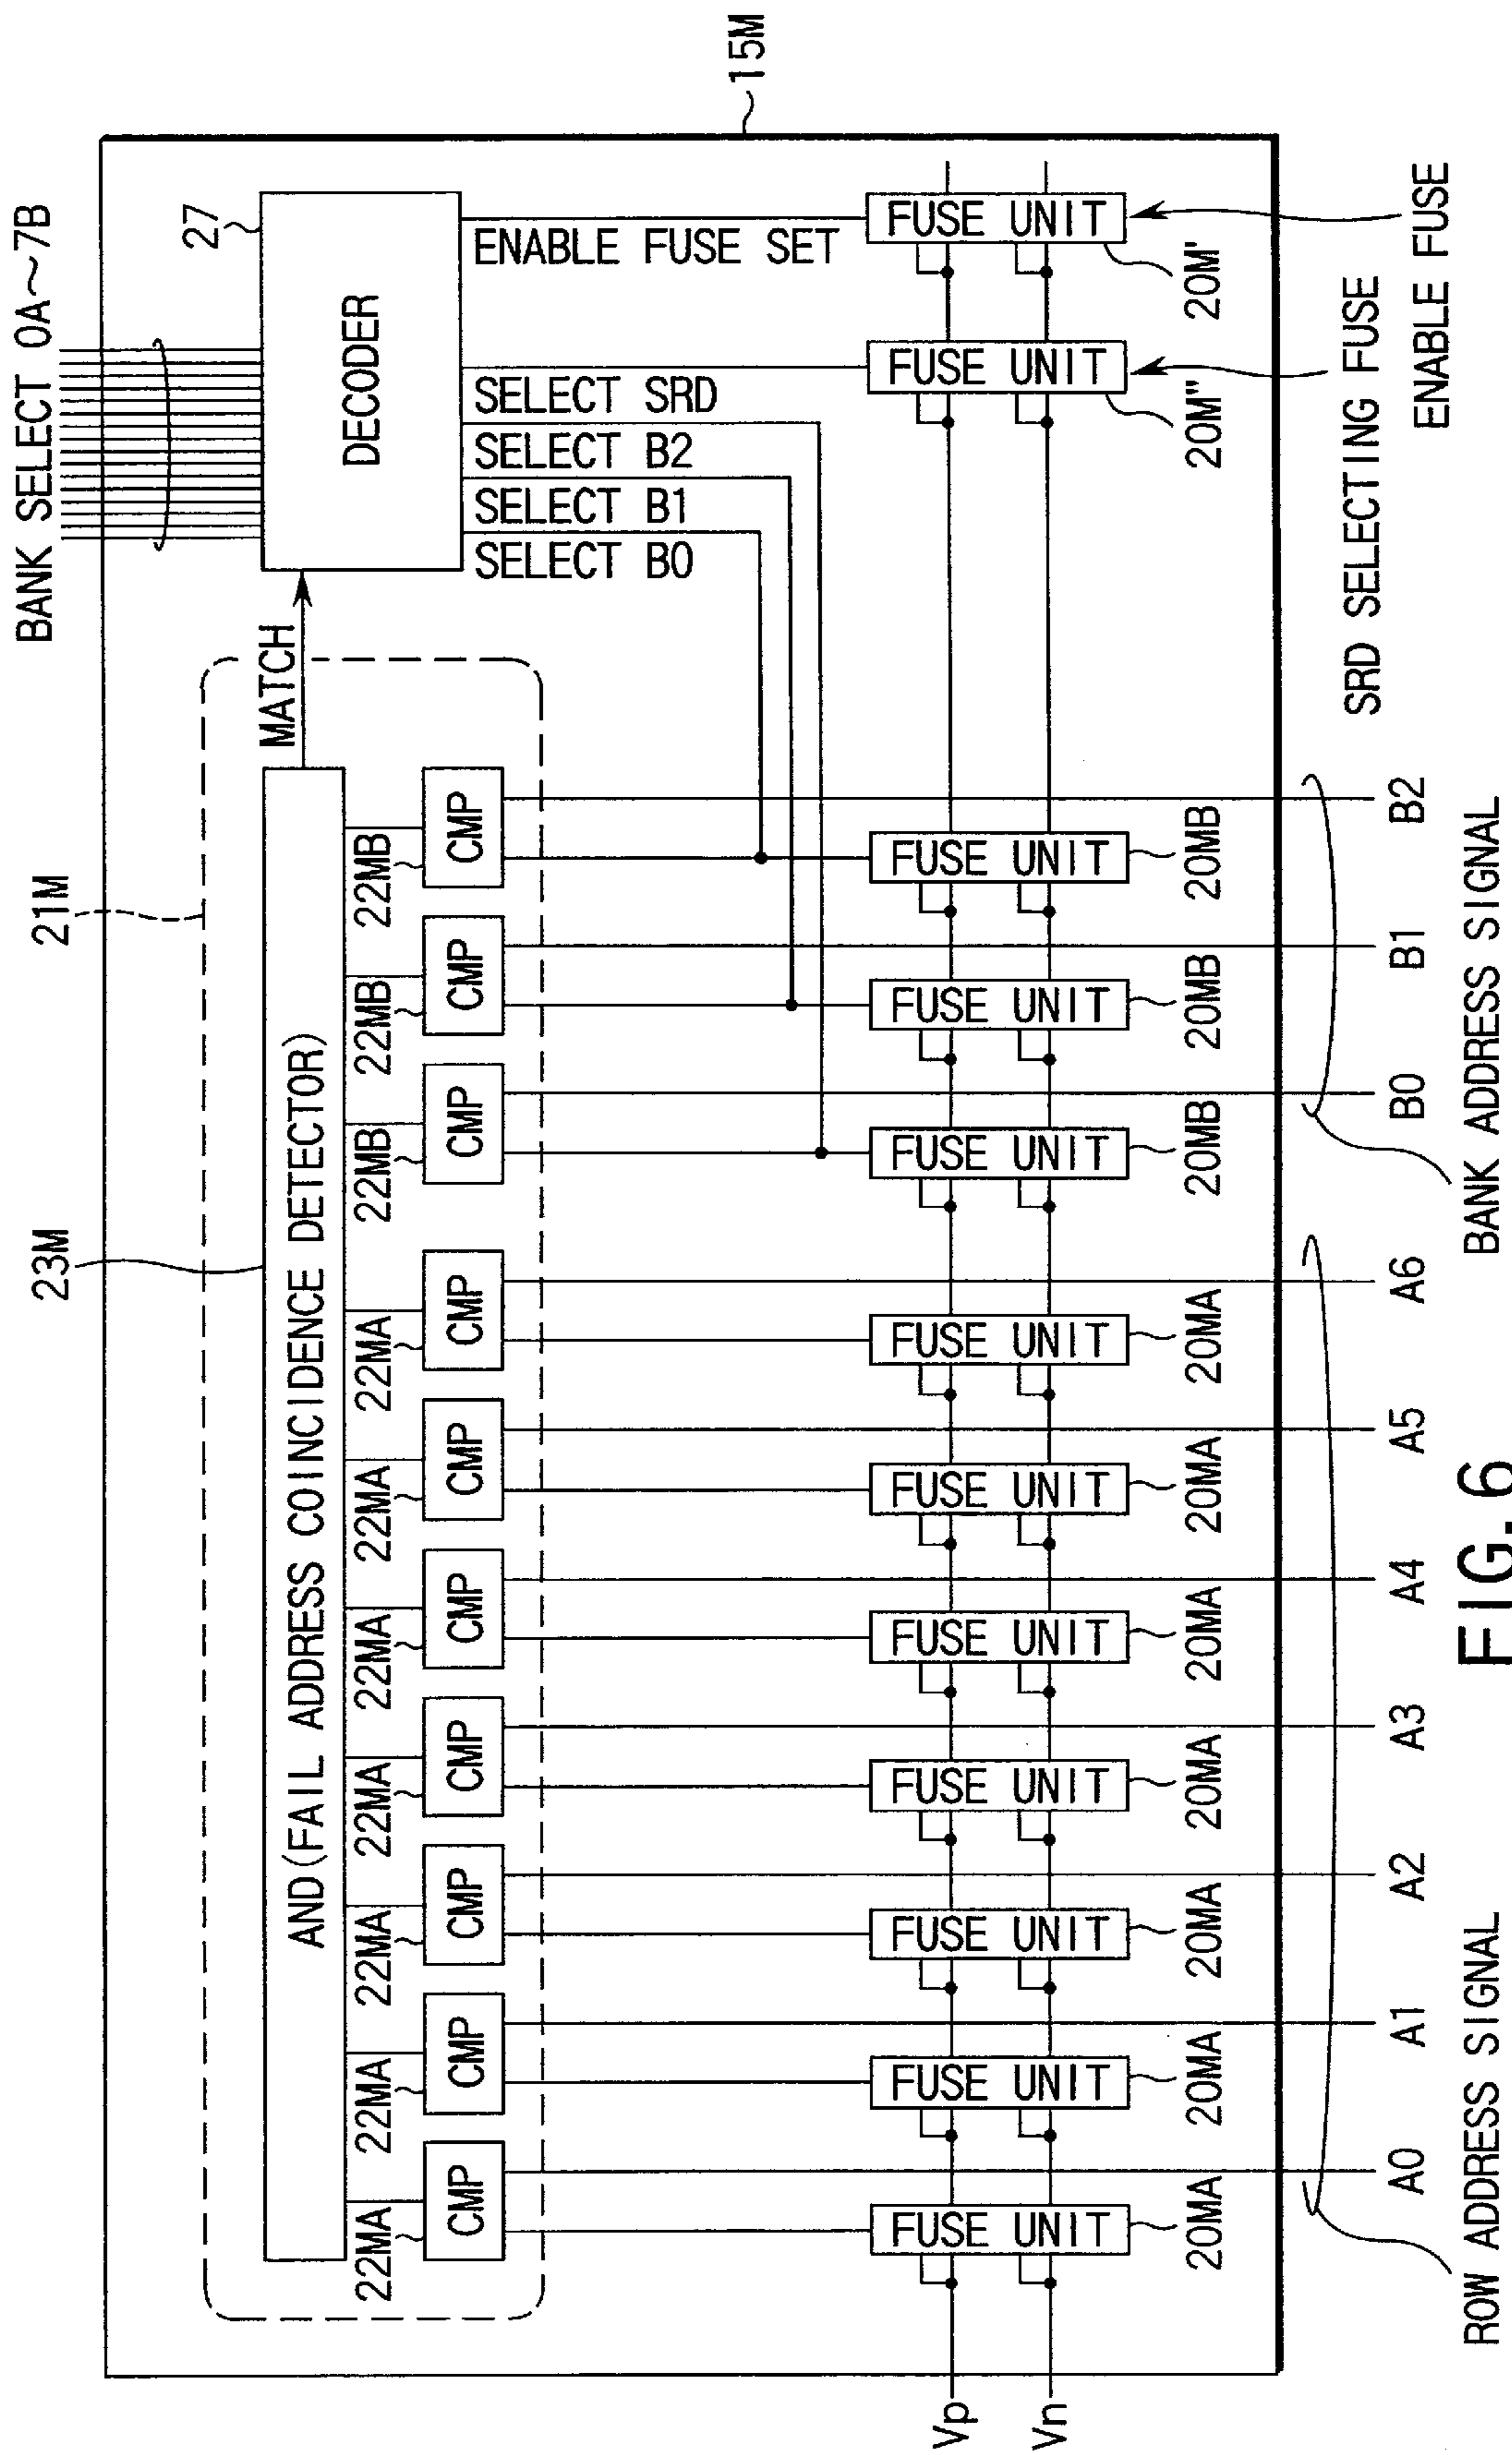 BANK SELECT 0A~7B
21M
23M
AND(FAIL ADDRESS COINCIDENCE DETECTOR)
MATCH
27
DECODER
15M
22MA
22MA
22MA
22MA
22MA
22MA
22MA
22MB
22MB
22MB
CMP
CMP
CMP
CMP
CMP
CMP
CMP
CMP
CMP
CMP
SELECT B0
SELECT B1
SELECT B2
SELECT SRD
ENABLE FUSE SET
Vp
Vn
FUSE UNIT
FUSE UNIT
FUSE UNIT
FUSE UNIT
FUSE UNIT
FUSE UNIT
FUSE UNIT
FUSE UNIT
FUSE UNIT
FUSE UNIT
FUSE UNIT
FUSE UNIT
20MA
20MA
20MA
20MA
20MA
20MA
20MA
20MB
20MB
20MB
20M"
20M'
A0
A1
A2
A3
A4
A5
A6
B0
B1
B2
SRD SELECTING FUSE
ENABLE FUSE
ROW ADDRESS SIGNAL
BANK ADDRESS SIGNAL
FIG. 6